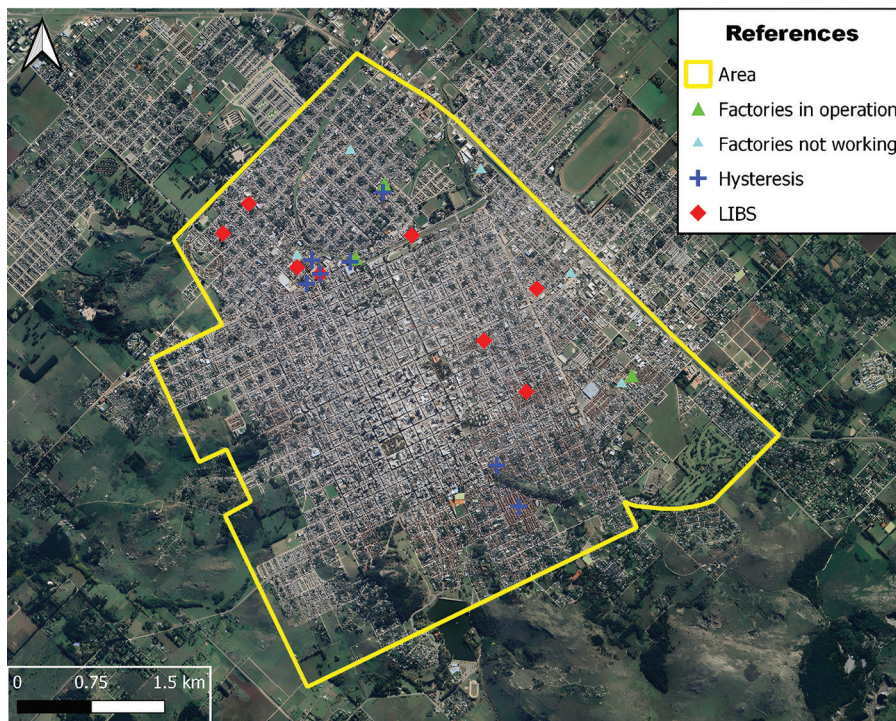 References
Area
Factories in operation
Factories not working
Hysteresis
LIBS
0 0.75 1.5 km